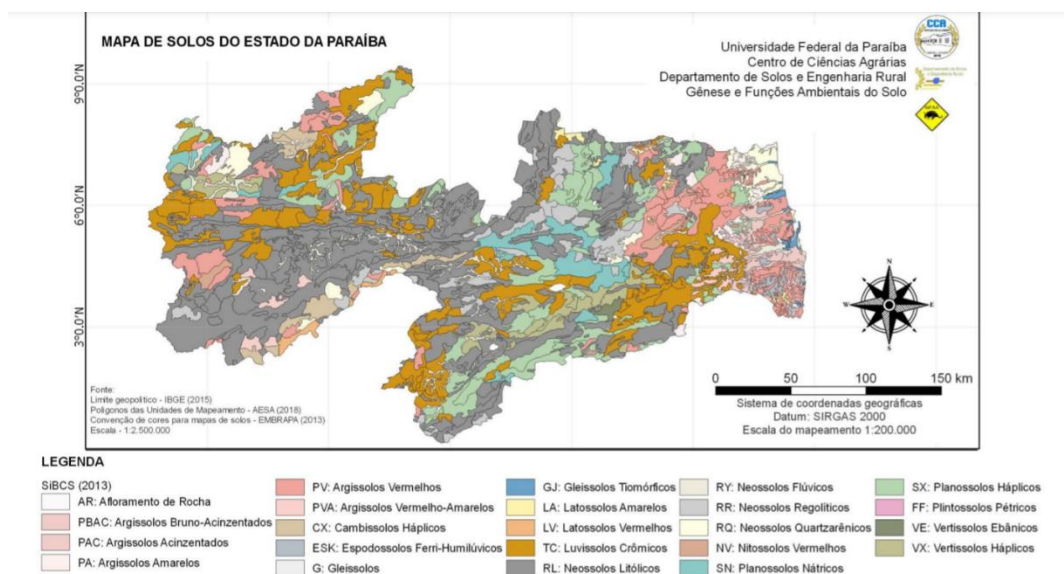 MAPA DE SOLOS DO ESTADO DA PARAÍBA
Universidade Federal da Paraíba
Centro de Ciências Agrárias
Departamento de Solos e Engenharia Rural
Gênese e Funções Ambientais do Solo
CCA
9°0.0'N
6°0.0'N
3°0.0'N
N
W
E
S
Fonte:
Limite geopolítico - IBGE (2015)
Polígonos das Unidades de Mapeamento - AESA (2018)
Convenção de cores para mapas de solos - EMBRAPA (2013)
Escala - 1:2.500.000
0 50 100 150 km
Sistema de coordenadas geográficas
Datum: SIRGAS 2000
Escala do mapeamento 1:200.000
LEGENDA
SiBCS (2013)
AR: Afloramento de Rocha
PBAC: Argissolos Bruno-Acinzentados
PAC: Argissolos Acinzentados
PA: Argissolos Amarelos
PV: Argissolos Vermelhos
PVA: Argissolos Vermelho-Amarelos
CX: Cambissolos Háplicos
ESK: Espodossolos Ferri-Humilúvicos
G: Gleissolos
GJ: Gleissolos Tiomórficos
LA: Latossolos Amarelos
LV: Latossolos Vermelhos
TC: Luvissolos Crômicos
RL: Neossolos Litólicos
RY: Neossolos Flúvicos
RR: Neossolos Regolíticos
RQ: Neossolos Quartzarênicos
NV: Nitossolos Vermelhos
SN: Planossolos Nátricos
SX: Planossolos Háplicos
FF: Plintossolos Pétricos
VE: Vertissolos Ebânicos
VX: Vertissolos Háplicos